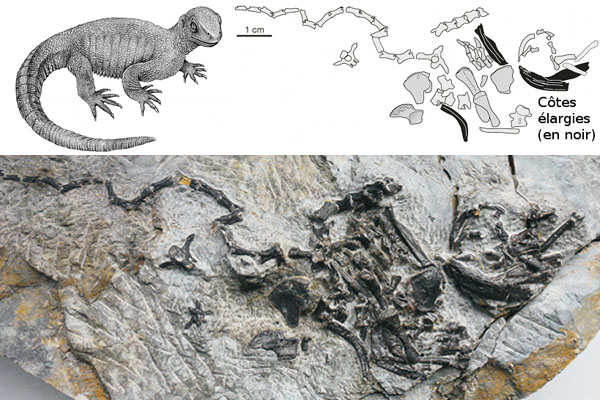 1 cm
Côtes
élargies
(en noir)